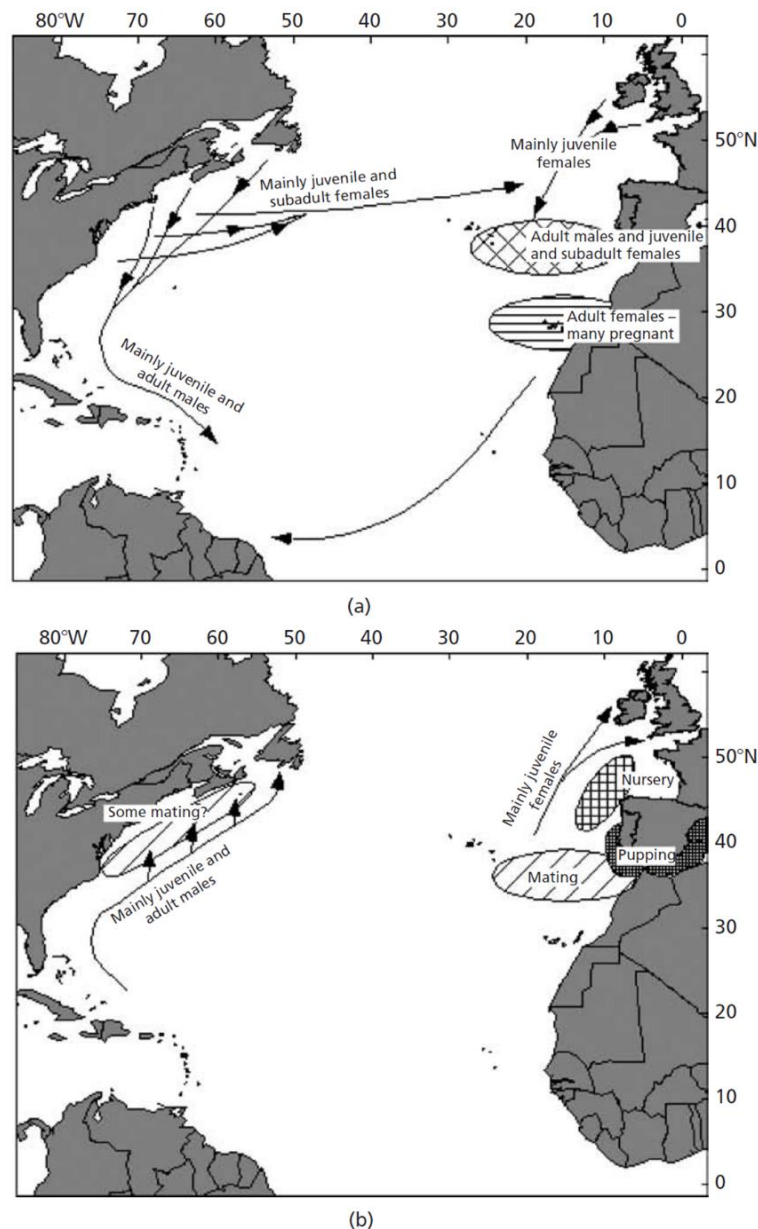 80°W 70 60 50 40 30 20 10 0
50°N
Mainly juvenile
females
Mainly juvenile and
subadult females
40
Adult males and juvenile
and subadult females
30
Adult females –
many pregnant
Mainly juvenile and
adult males
20
10
0
(a)
80°W 70 60 50 40 30 20 10 0
Mainly juvenile
females
50°N
Nursery
Some mating?
40
Pupping
Mating
Mainly juvenile and
adult males
30
20
10
0
(b)